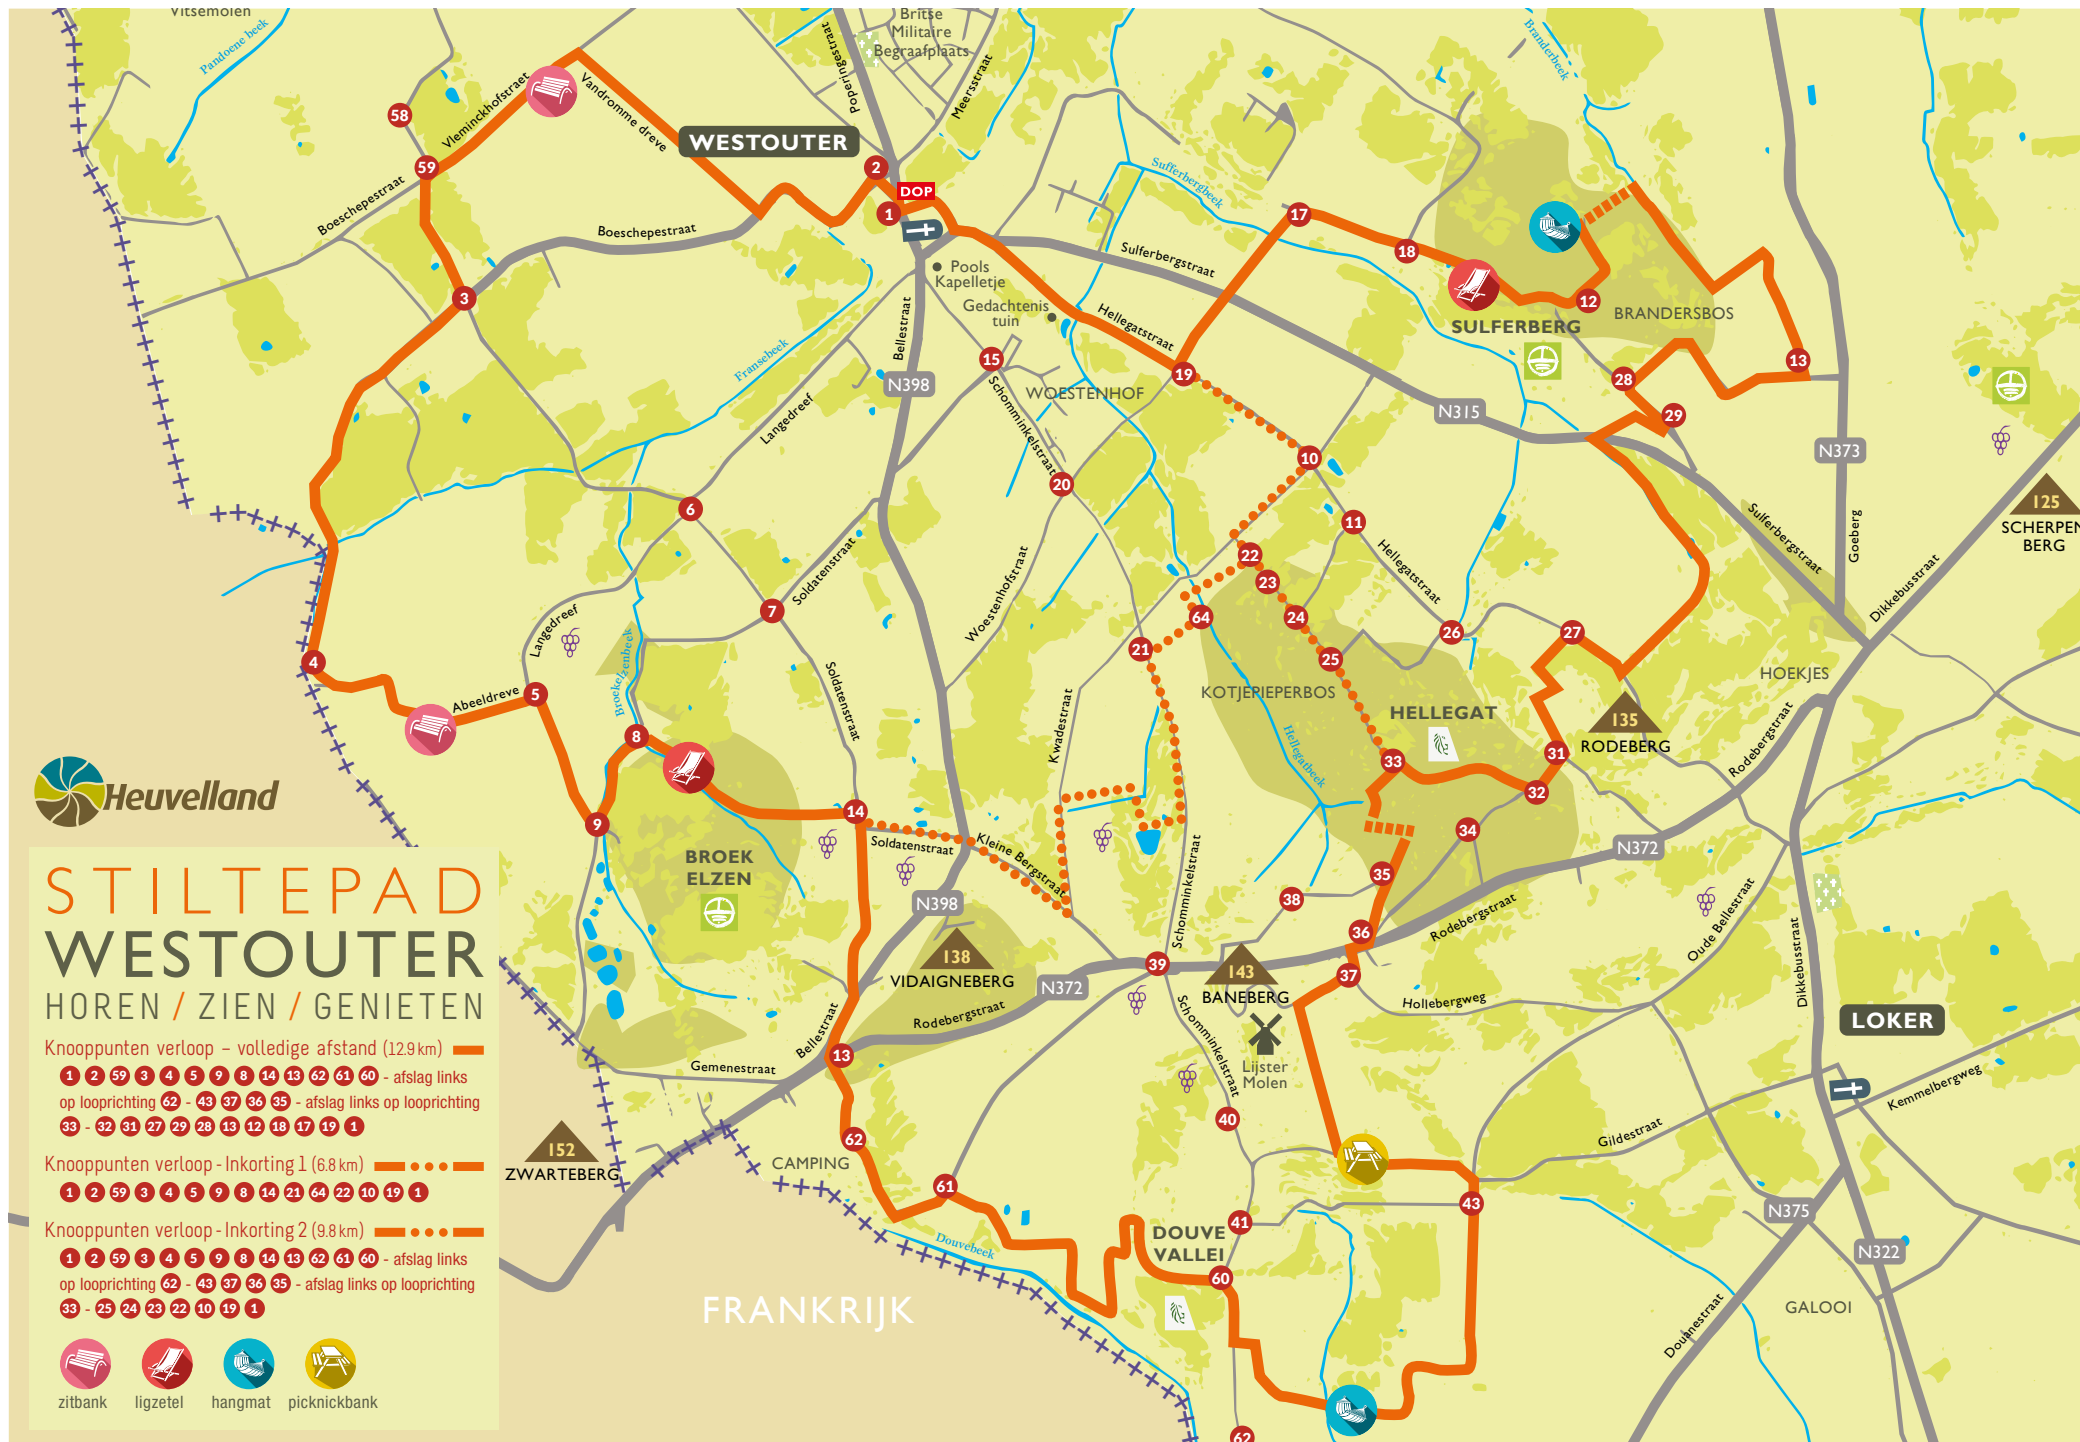 Vitsemolen
Pandoene beek
Britse
Militaire
Begraafplaats
Poperingestraat
Meersstraat
Branderbeek
58
Vleminckhofstraet
Vandromme dreve
WESTOUTER
59
2
DOP
1
Boeschepestraat
Boeschepestraat
Sufferbergbeek
17
18
Sulferbergstraat
Pools
Kapelletje
Gedachtenis
tuin
3
12
BRANDERSBOS
SULFERBERG
Hellegatstraat
Bellestraat
Fransebeek
15
WOESTENHOF
19
13
28
29
N398
N315
N373
Langedreef
Schomminkelstraat
10
20
6
11
125
SCHERPEN
BERG
Sulferbergstraat
Goeberg
Dikkebusstraat
Soldatenstraat
Woestenhofstraat
22
23
Hellegatstraat
7
64
24
26
27
Langedreef
Broekelzenbeek
21
25
4
HOEKJES
KOTJEPIEPERBOS
5
Abeeldreve
Soldatenstraat
Kwadestraat
HELLEGAT
135
RODEBERG
Rodebergstraat
8
Hellegatbeek
33
31
32
Heuvelland
9
14
34
Soldatenstraat
Kleine Bergstraat
Schomminkelstraat
N372
BROEK
ELZEN
35
38
N398
Rodebergstraat
Oude Bellestraat
36
Dikkebusstraat
138
VIDAIGNEBERG
39
143
BANEBERG
37
N372
Hollebergweg
LOKER
Rodebergstraat
Bellestraat
Schomminkelstraat
Lijster
Molen
13
Gemenestraat
Kemmelbergweg
40
Gildestraat
152
ZWARTEBERG
62
CAMPING
61
43
41
N375
DOUVE
VALLEI
Douvebeek
N322
60
FRANKRIJK
GALOOI
Douanestraat
62
STILTEPAD
WESTOUTER
HOREN / ZIEN / GENIETEN
Knooppunten verloop – volledige afstand (12.9 km)
1 2 59 3 4 5 9 8 14 13 62 61 60 - afslag links
op looprichting 62 - 43 37 36 35 - afslag links op looprichting
33 - 32 31 27 29 28 13 12 18 17 19 1
Knooppunten verloop - Inkorting 1 (6.8 km)
1 2 59 3 4 5 9 8 14 21 64 22 10 19 1
Knooppunten verloop - Inkorting 2 (9.8 km)
1 2 59 3 4 5 9 8 14 13 62 61 60 - afslag links
op looprichting 62 - 43 37 36 35 - afslag links op looprichting
33 - 25 24 23 22 10 19 1
zitbank ligzetel hangmat picknickbank